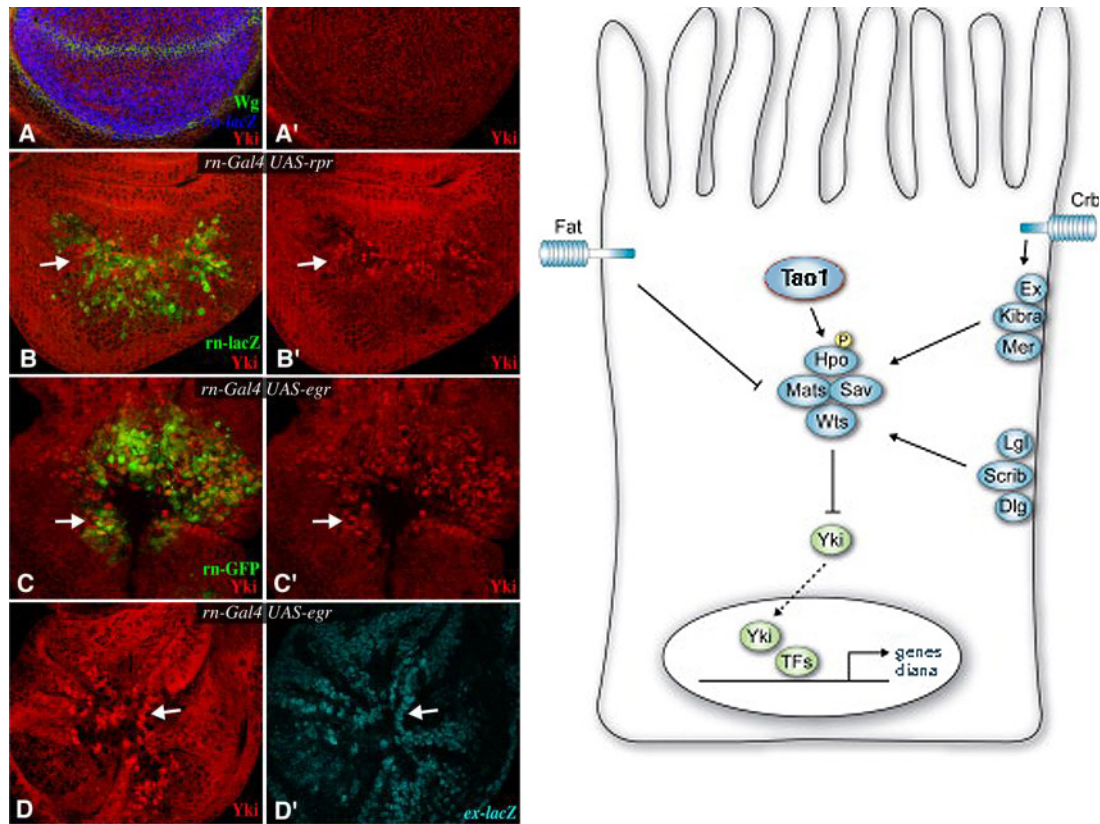 Wg
rn-lacZ
Yki
A
A'
Yki
rn-Gal4 UAS-rpr
rn-lacZ
Yki
B
B'
Yki
rn-Gal4 UAS-egr
rn-GFP
Yki
C
C'
Yki
rn-Gal4 UAS-egr
D
Yki
D'
ex-lacZ
Crb
Fat
Tao1
Ex
Kibra
Mer
P
Hpo
Mats Sav
Wts
Lgl
Scrib
Dlg
Yki
Yki
TFs
genes
diana